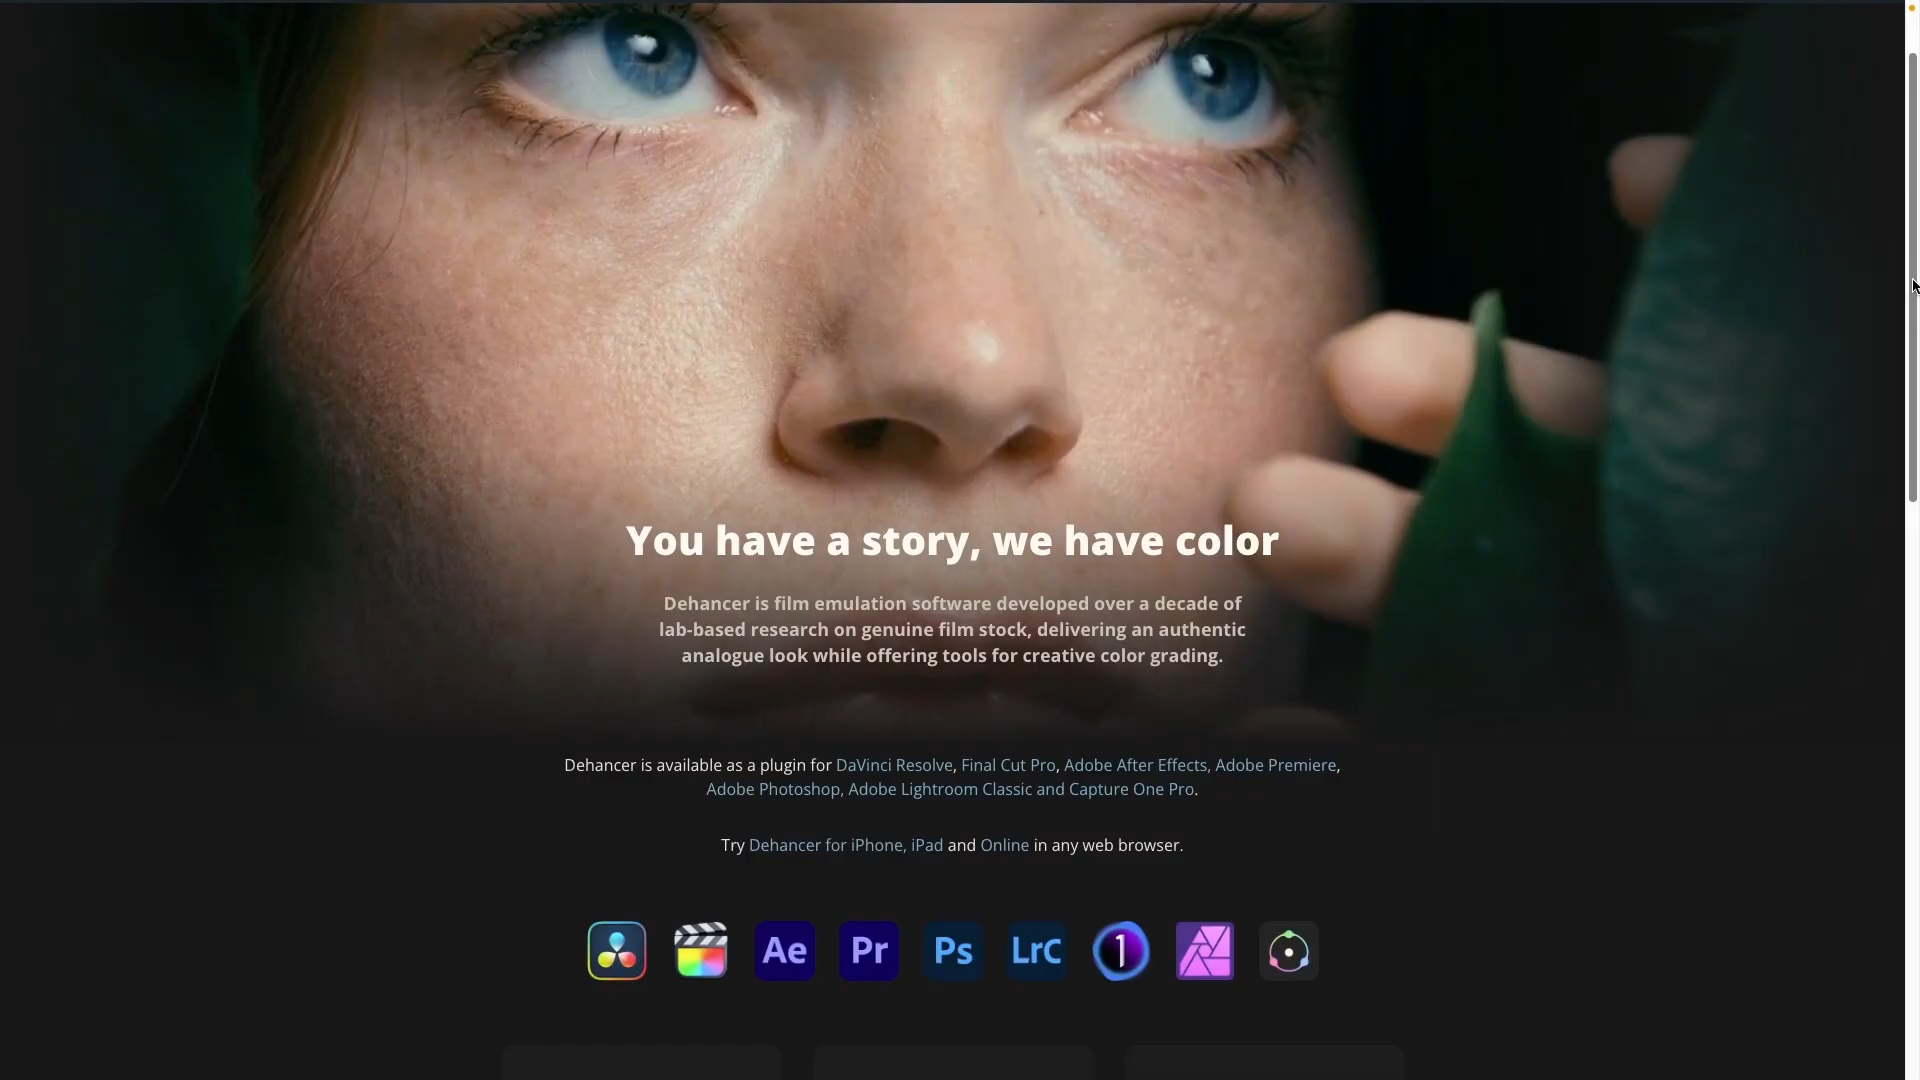 You have a story, we have color
Dehancer is film emulation software developed over a decade of
lab-based research on genuine film stock, delivering an authentic
analogue look while offering tools for creative color grading.
Dehancer is available as a plugin for DaVinci Resolve, Final Cut Pro, Adobe After Effects, Adobe Premiere,
Adobe Photoshop, Adobe Lightroom Classic and Capture One Pro.
Try Dehancer for iPhone, iPad and Online in any web browser.
Ae Pr Ps LrC 1